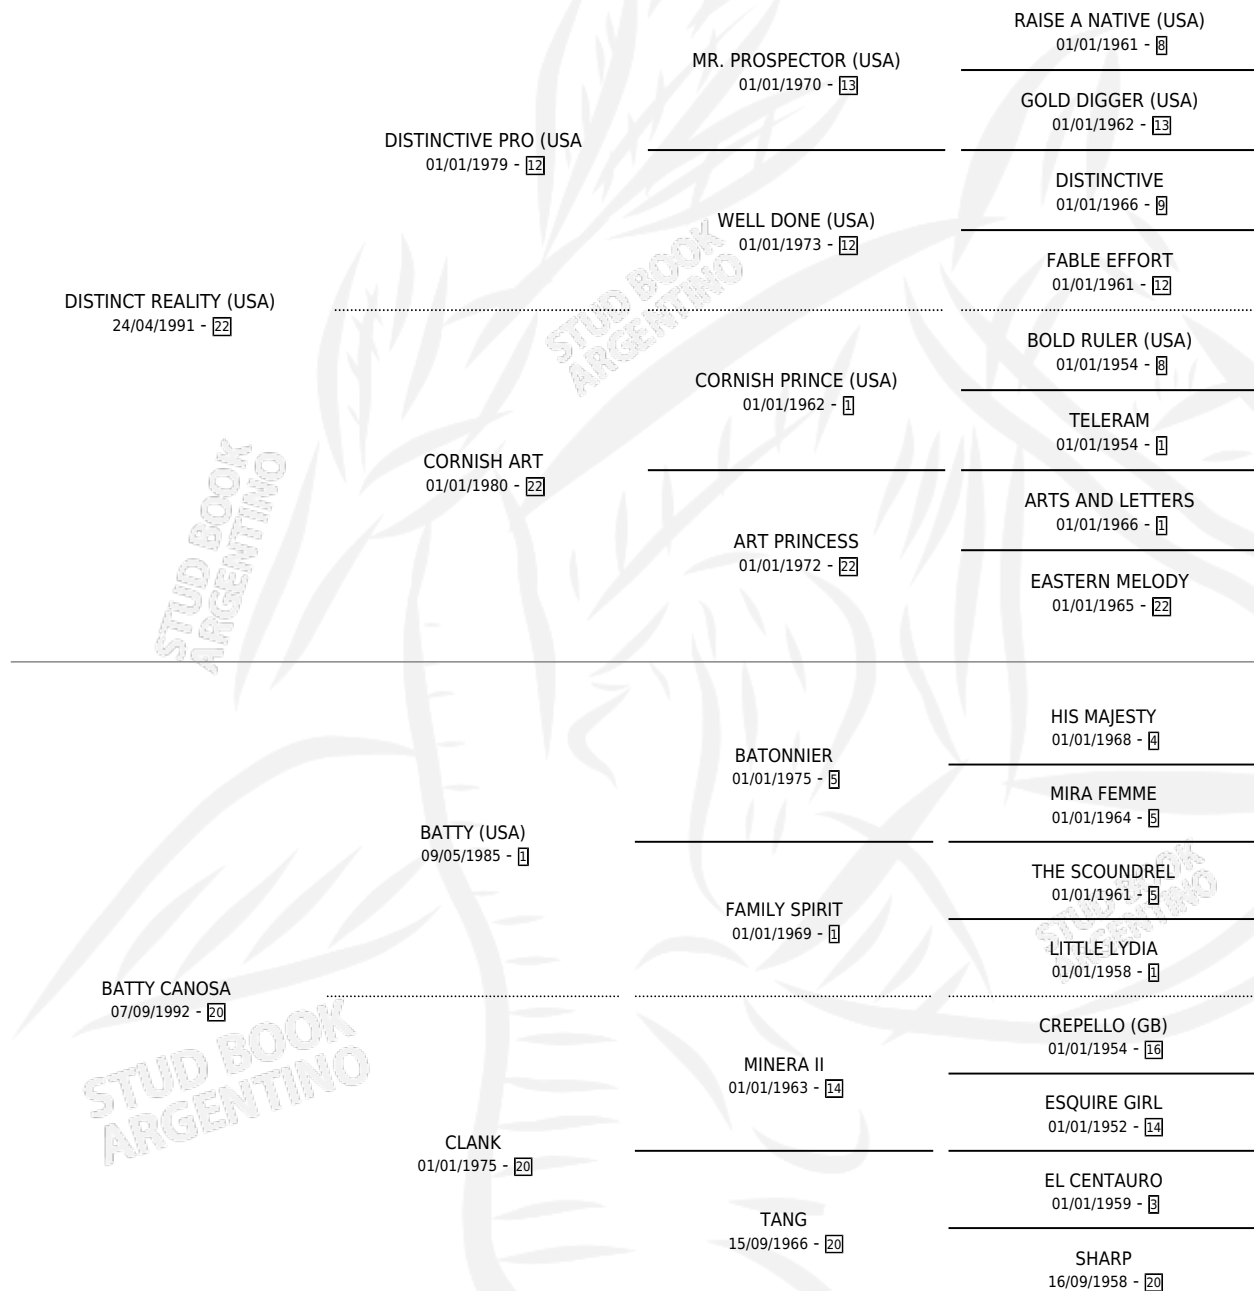 RAISE A NATIVE (USA)
01/01/1961 - 8
MR. PROSPECTOR (USA)
01/01/1970 - 13
GOLD DIGGER (USA)
01/01/1962 - 13
DISTINCTIVE PRO (USA
01/01/1979 - 12
DISTINCTIVE
01/01/1966 - 9
WELL DONE (USA)
01/01/1973 - 12
FABLE EFFORT
01/01/1961 - 12
DISTINCT REALITY (USA)
24/04/1991 - 22
BOLD RULER (USA)
01/01/1954 - 8
CORNISH PRINCE (USA)
01/01/1962 - 1
TELERAM
01/01/1954 - 1
CORNISH ART
01/01/1980 - 22
ARTS AND LETTERS
01/01/1966 - 1
ART PRINCESS
01/01/1972 - 22
EASTERN MELODY
01/01/1965 - 22
HIS MAJESTY
01/01/1968 - 4
BATONNIER
01/01/1975 - 5
MIRA FEMME
01/01/1964 - 5
BATTY (USA)
09/05/1985 - 1
THE SCOUNDREL
01/01/1961 - 5
FAMILY SPIRIT
01/01/1969 - 1
LITTLE LYDIA
01/01/1958 - 1
BATTY CANOSA
07/09/1992 - 20
CREPELLO (GB)
01/01/1954 - 16
MINERA II
01/01/1963 - 14
ESQUIRE GIRL
01/01/1952 - 14
CLANK
01/01/1975 - 20
EL CENTAURO
01/01/1959 - 3
TANG
15/09/1966 - 20
SHARP
16/09/1958 - 20
STUD BOOK
ARGENTINO
STUD BOOK
ARGENTINO
STUD BOOK
ARGENTINO
STUD BOOK
ARGENTINO